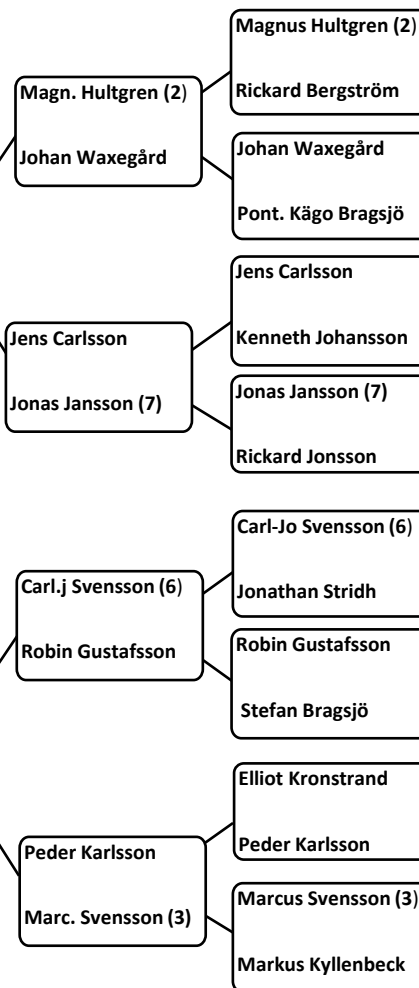 Magnus Hultgren (2)
Rickard Bergström
Magn. Hultgren (2)
Johan Waxegård
Johan Waxegård
Pont. Kägo Bragsjö
Jens Carlsson
Kenneth Johansson
Jens Carlsson
Jonas Jansson (7)
Jonas Jansson (7)
Rickard Jonsson
Carl-Jo Svensson (6)
Jonathan Stridh
Carl.j Svensson (6)
Robin Gustafsson
Robin Gustafsson
Stefan Bragsjö
Elliot Kronstrand
Peder Karlsson
Peder Karlsson
Marc. Svensson (3)
Marcus Svensson (3)
Markus Kyllenbeck